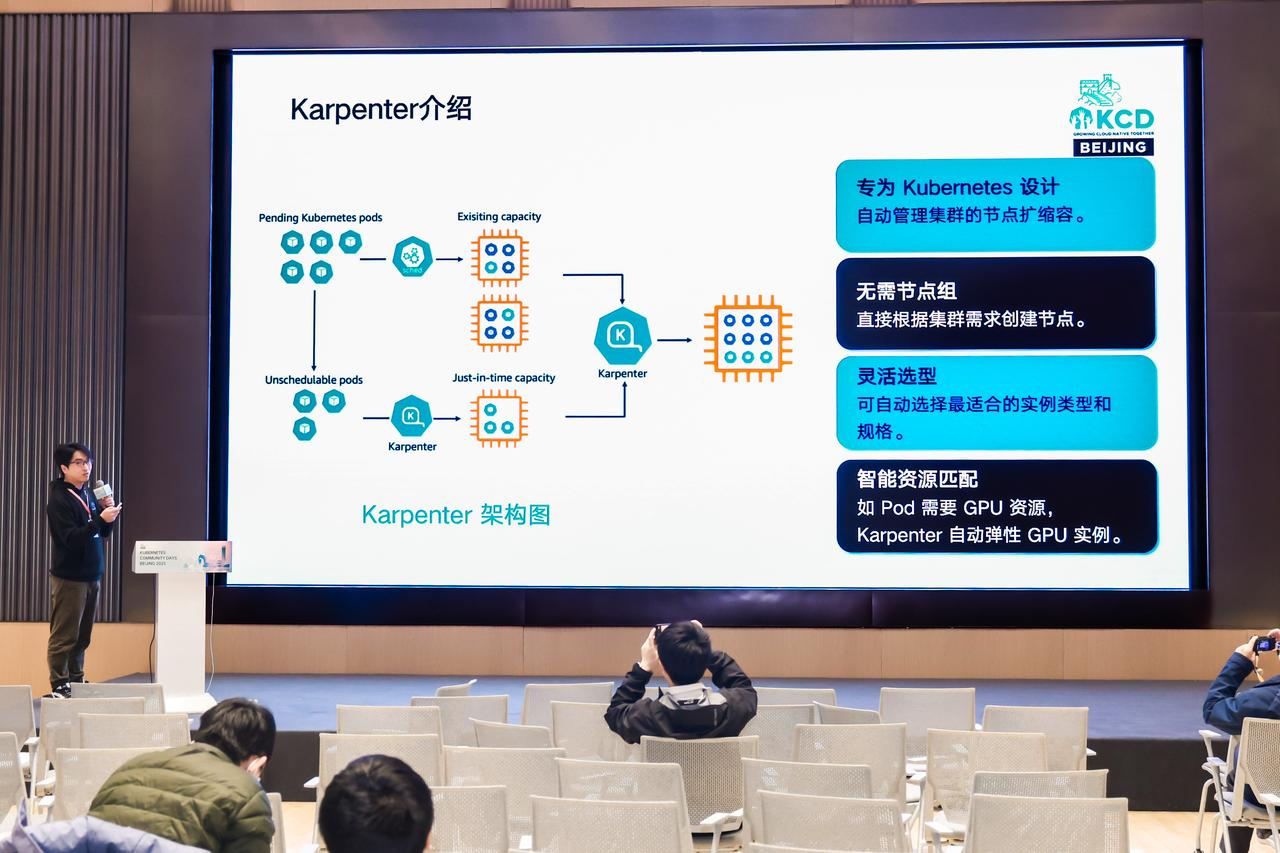 Karpenter介绍
KCD
GROWING CLOUD NATIVE TOGETHER
BEIJING
Pending Kubernetes pods
Exisiting capacity
sched
K
Karpenter
Unschedulable pods
Just-in-time capacity
K
Karpenter
Karpenter 架构图
专为 Kubernetes 设计
自动管理集群的节点扩缩容。
无需节点组
直接根据集群需求创建节点。
灵活选型
可自动选择最适合的实例类型和
规格。
智能资源匹配
如 Pod 需要 GPU 资源，
Karpenter 自动弹性 GPU 实例。
KUBERNETES
COMMUNITY DAYS
BEIJING 2025